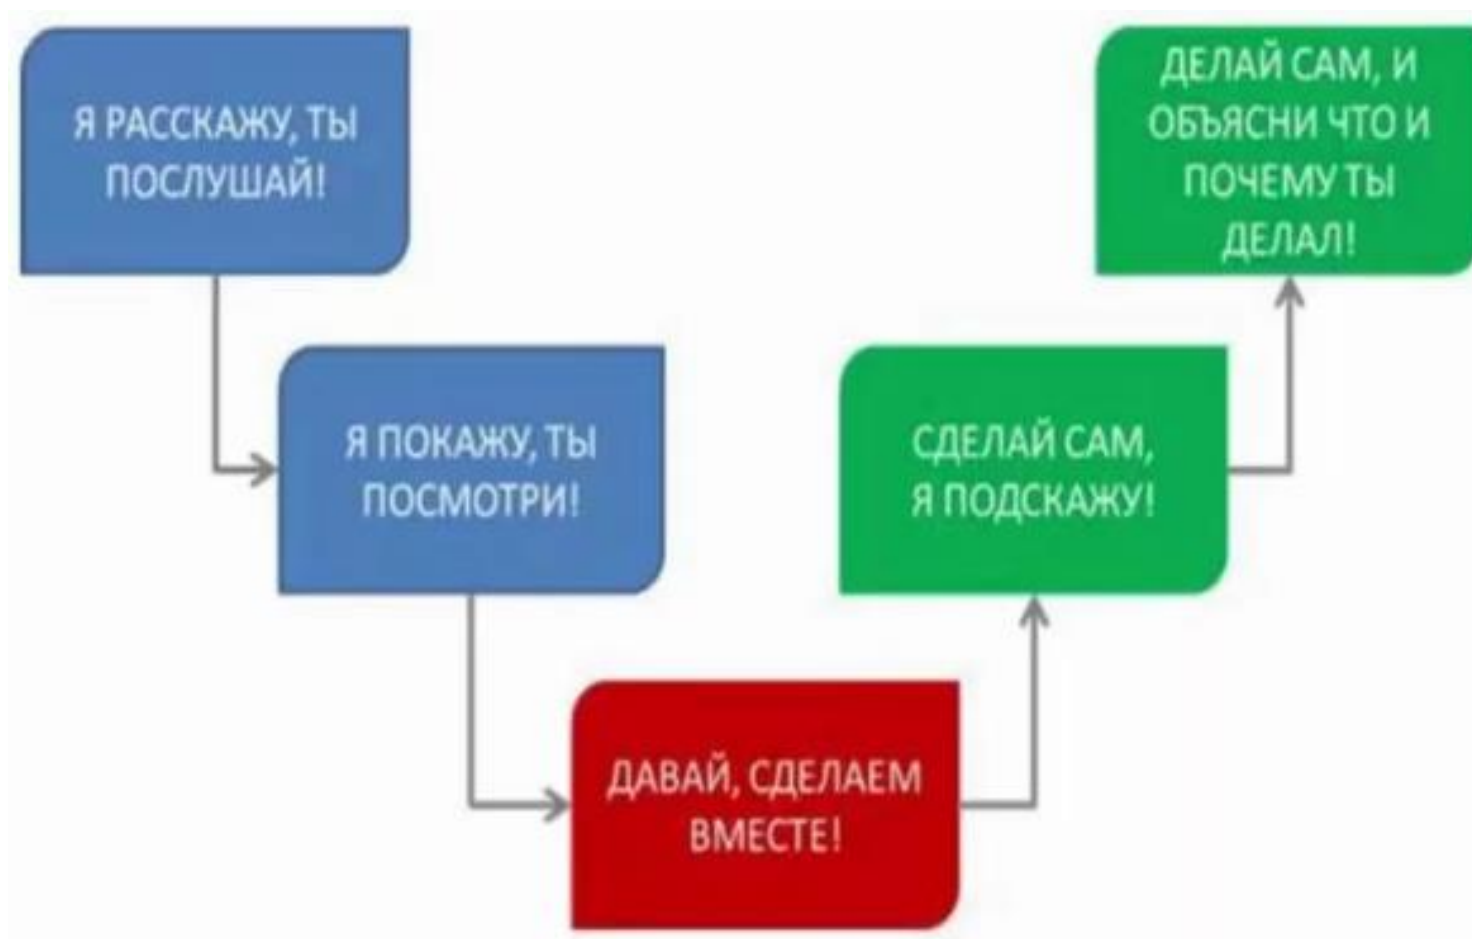 Я РАССКАЖУ, ТЫ
ПОСЛУШАЙ!
Я ПОКАЖУ, ТЫ
ПОСМОТРИ!
ДАВАЙ, СДЕЛАЕМ
ВМЕСТЕ!
СДЕЛАЙ САМ,
Я ПОДСКАЖУ!
ДЕЛАЙ САМ, И
ОБЪЯСНИ ЧТО И
ПОЧЕМУ ТЫ
ДЕЛАЛ!